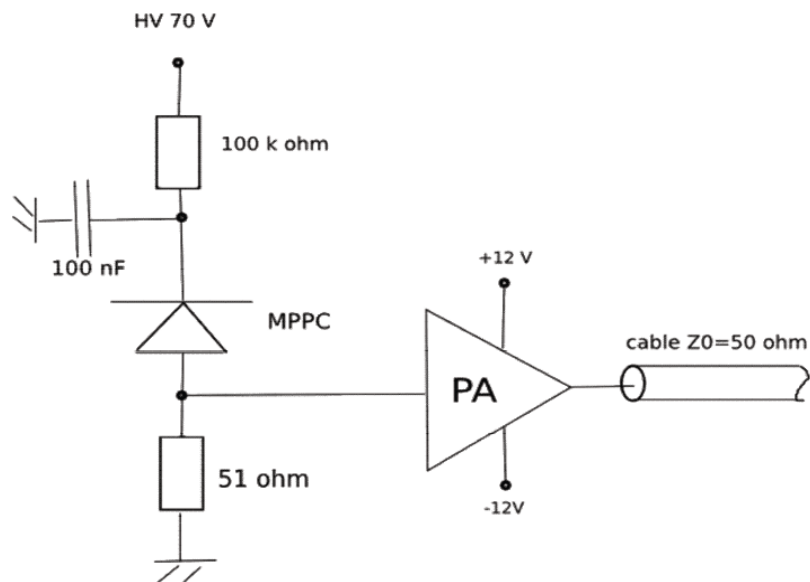 HV 70 V
100 k ohm
100 nF
MPPC
+12 V
cable Z0=50 ohm
PA
51 ohm
-12V